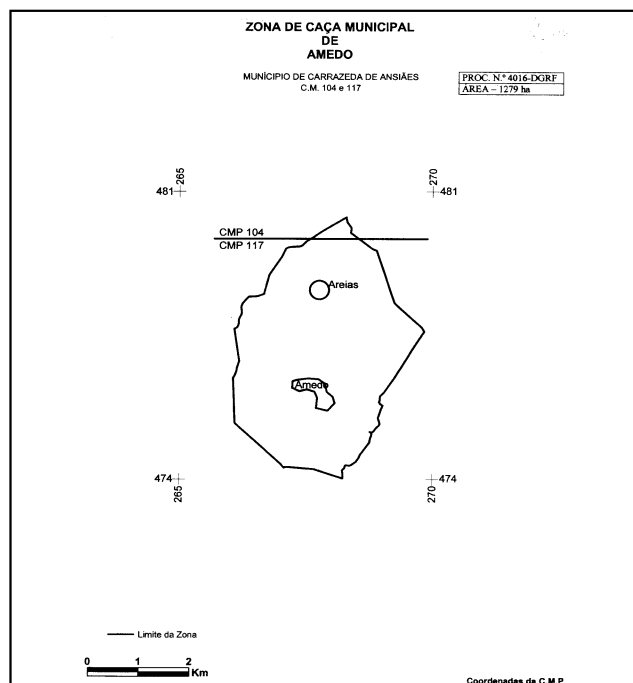 ZONA DE CAÇA MUNICIPAL
DE
AMEDO
MUNÍCIPIO DE CARRAZEDA DE ANSIÃES
C.M. 104 e 117
PROC. N.º 4016-DGRF
ÁREA – 1279 ha
265
270
481
481
CMP 104
CMP 117
Areias
Amedo
474
474
265
270
Limite da Zona
0 1 2
Km
Coordenadas da C.M.P.